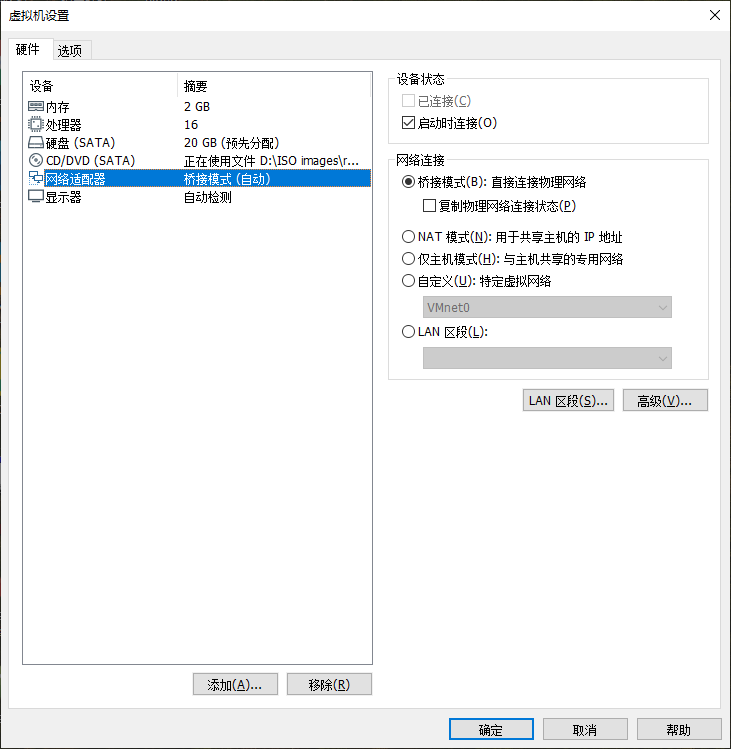 虚拟机设置
硬件 选项
设备 摘要
内存 2 GB
处理器 16
硬盘 (SATA) 20 GB (预先分配)
CD/DVD (SATA) 正在使用文件 D:\ISO images\r...
网络适配器 桥接模式 (自动)
显示器 自动检测
添加(A)... 移除(R)
设备状态
已连接(C)
启动时连接(O)
网络连接
桥接模式(B): 直接连接物理网络
复制物理网络连接状态(P)
NAT 模式(N): 用于共享主机的 IP 地址
仅主机模式(H): 与主机共享的专用网络
自定义(U): 特定虚拟网络
VMnet0
LAN 区段(L):
LAN 区段(S)... 高级(V)...
确定 取消 帮助